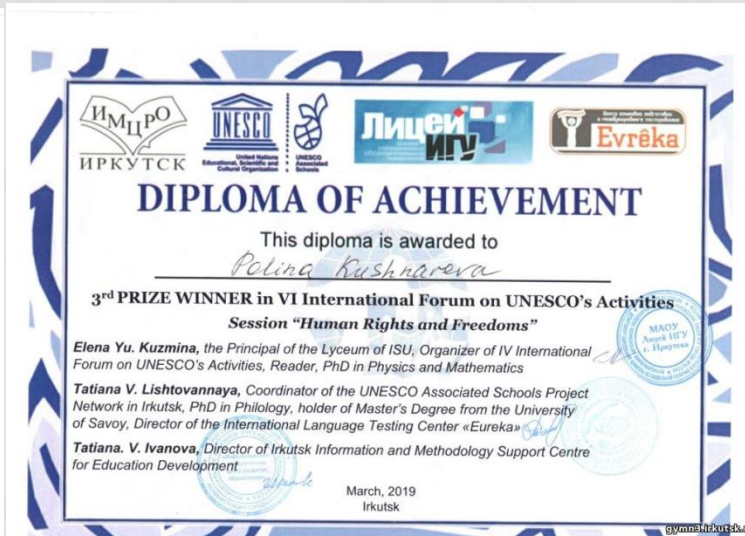 ИМЦРО
ИРКУТСК
UNESCO
United Nations
Educational, Scientific and
Cultural Organization
UNESCO
Associated
Schools
Лицей
ИГУ
Evrêka
DIPLOMA OF ACHIEVEMENT
This diploma is awarded to
Polina Kushnareva
3rd PRIZE WINNER in VI International Forum on UNESCO's Activities
Session “Human Rights and Freedoms”
Elena Yu. Kuzmina, the Principal of the Lyceum of ISU, Organizer of IV International
Forum on UNESCO's Activities, Reader, PhD in Physics and Mathematics
Tatiana V. Lishtovannaya, Coordinator of the UNESCO Associated Schools Project
Network in Irkutsk, PhD in Philology, holder of Master's Degree from the University
of Savoy, Director of the International Language Testing Center «Eureka»
Tatiana. V. Ivanova, Director of Irkutsk Information and Methodology Support Centre
for Education Development
МАОУ
Лицей ИГУ
г. Иркутска
March, 2019
Irkutsk